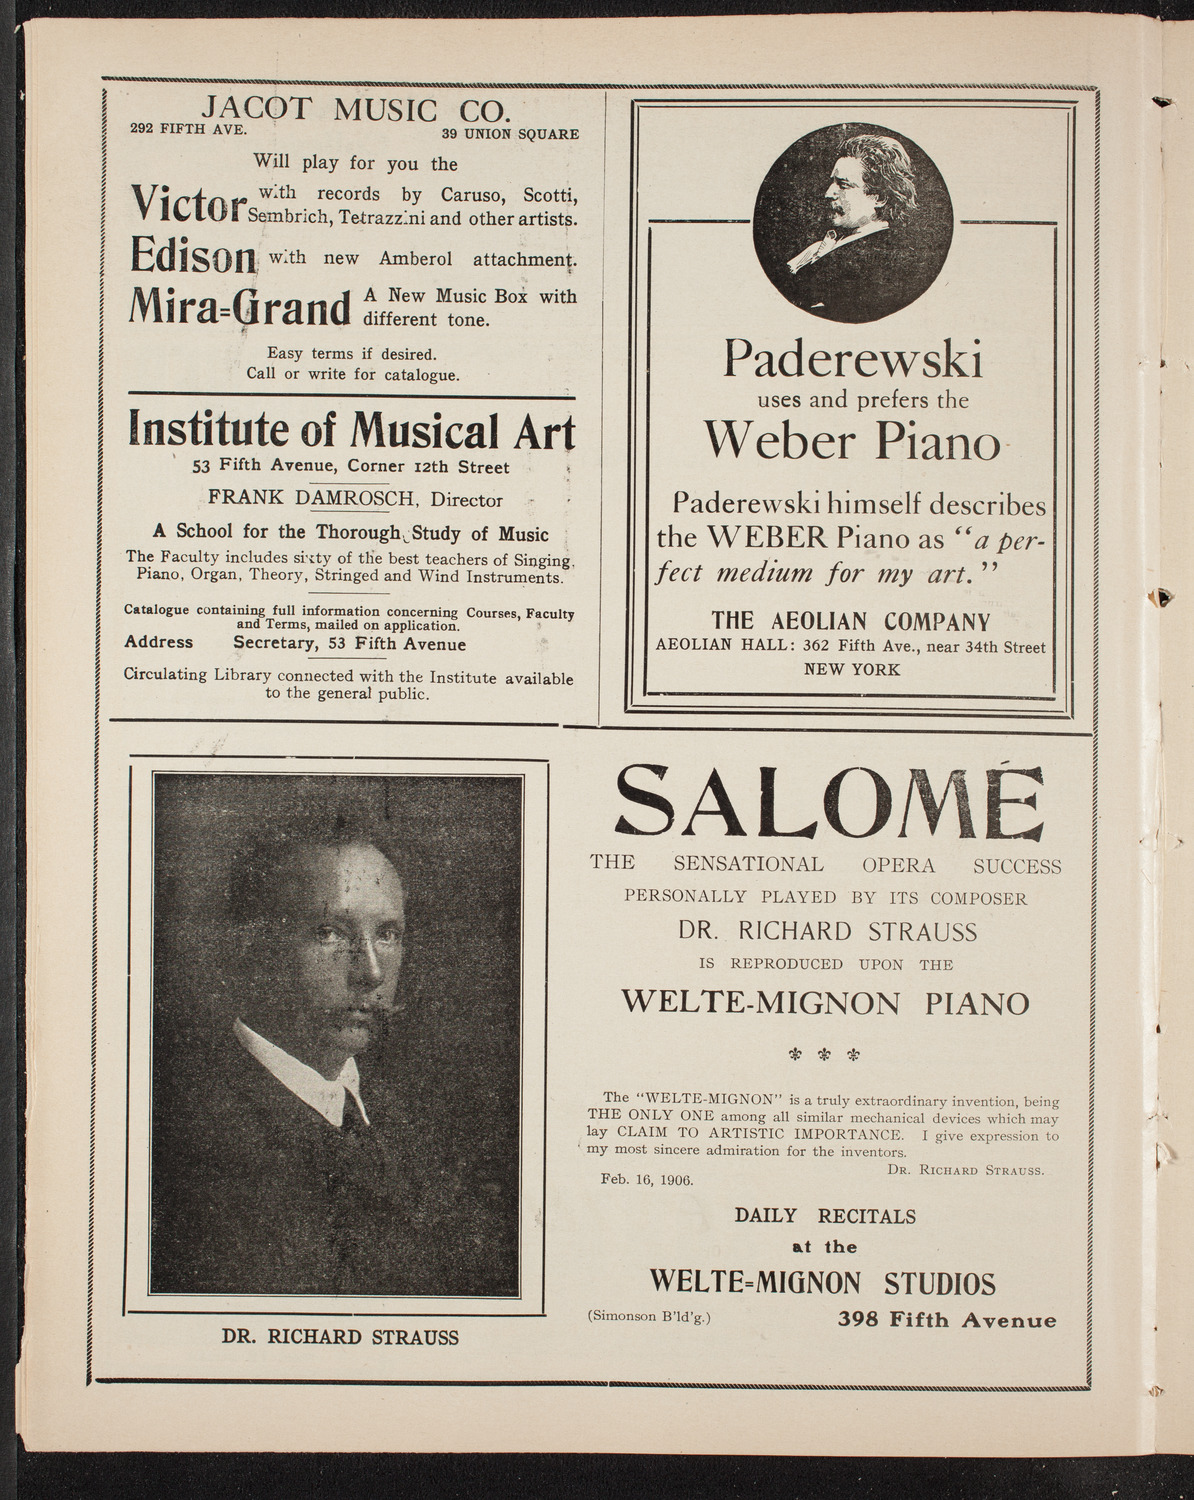 JACOT MUSIC CO.
292 FIFTH AVE. 39 UNION SQUARE
Will play for you the
Victor with records by Caruso, Scotti,
Sembrich, Tetrazzini and other artists.
Edison with new Amberol attachment.
Mira=Grand A New Music Box with
different tone.
Easy terms if desired.
Call or write for catalogue.
Institute of Musical Art
53 Fifth Avenue, Corner 12th Street
FRANK DAMROSCH, Director
A School for the Thorough Study of Music
The Faculty includes sixty of the best teachers of Singing,
Piano, Organ, Theory, Stringed and Wind Instruments.
Catalogue containing full information concerning Courses, Faculty
and Terms, mailed on application.
Address Secretary, 53 Fifth Avenue
Circulating Library connected with the Institute available
to the general public.
Paderewski
uses and prefers the
Weber Piano
Paderewski himself describes
the WEBER Piano as "a per-
fect medium for my art."
THE AEOLIAN COMPANY
AEOLIAN HALL: 362 Fifth Ave., near 34th Street
NEW YORK
DR. RICHARD STRAUSS
SALOMÉ
THE SENSATIONAL OPERA SUCCESS
PERSONALLY PLAYED BY ITS COMPOSER
DR. RICHARD STRAUSS
IS REPRODUCED UPON THE
WELTE-MIGNON PIANO
The "WELTE-MIGNON" is a truly extraordinary invention, being
THE ONLY ONE among all similar mechanical devices which may
lay CLAIM TO ARTISTIC IMPORTANCE. I give expression to
my most sincere admiration for the inventors.
DR. RICHARD STRAUSS.
Feb. 16, 1906.
DAILY RECITALS
at the
WELTE=MIGNON STUDIOS
(Simonson B'ld'g.) 398 Fifth Avenue